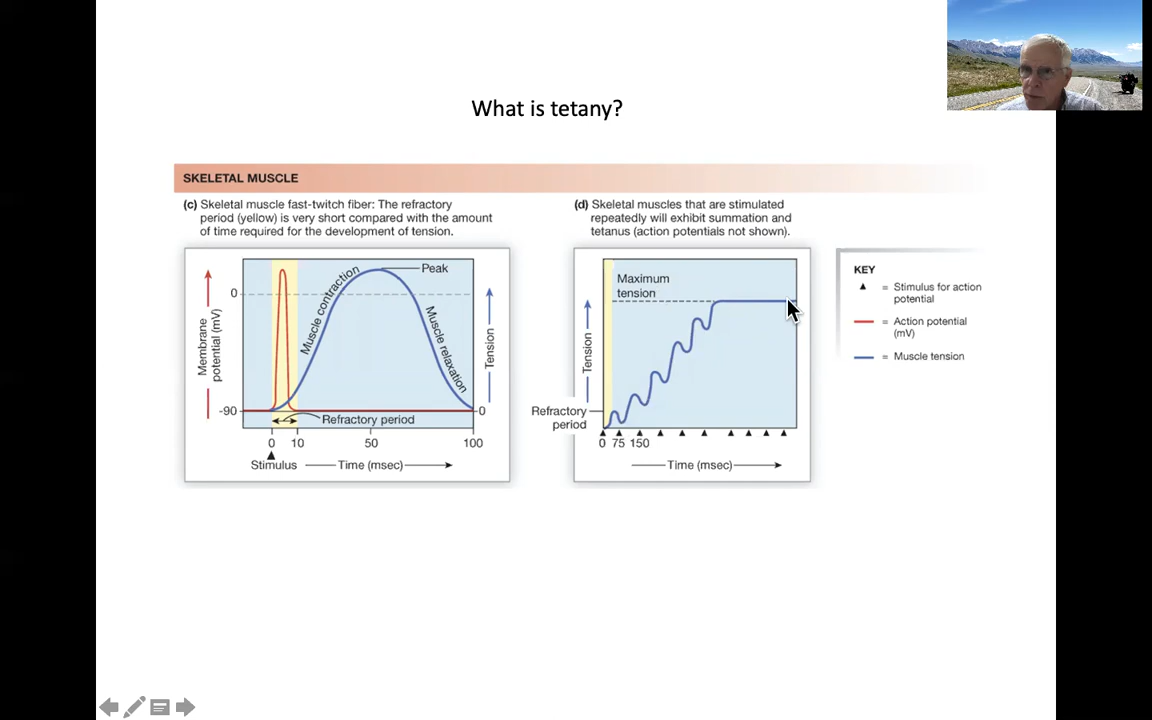 What is tetany?
SKELETAL MUSCLE
(c) Skeletal muscle fast-twitch fiber: The refractory
period (yellow) is very short compared with the amount
of time required for the development of tension.
Membrane
potential (mV)
0
-90
Muscle contraction
Peak
Muscle relaxation
Tension
0
Refractory period
0 10 50 100
Stimulus
Time (msec)
(d) Skeletal muscles that are stimulated
repeatedly will exhibit summation and
tetanus (action potentials not shown).
Maximum
tension
Tension
Refractory
period
0 75 150
Time (msec)
KEY
= Stimulus for action
potential
= Action potential
(mV)
= Muscle tension